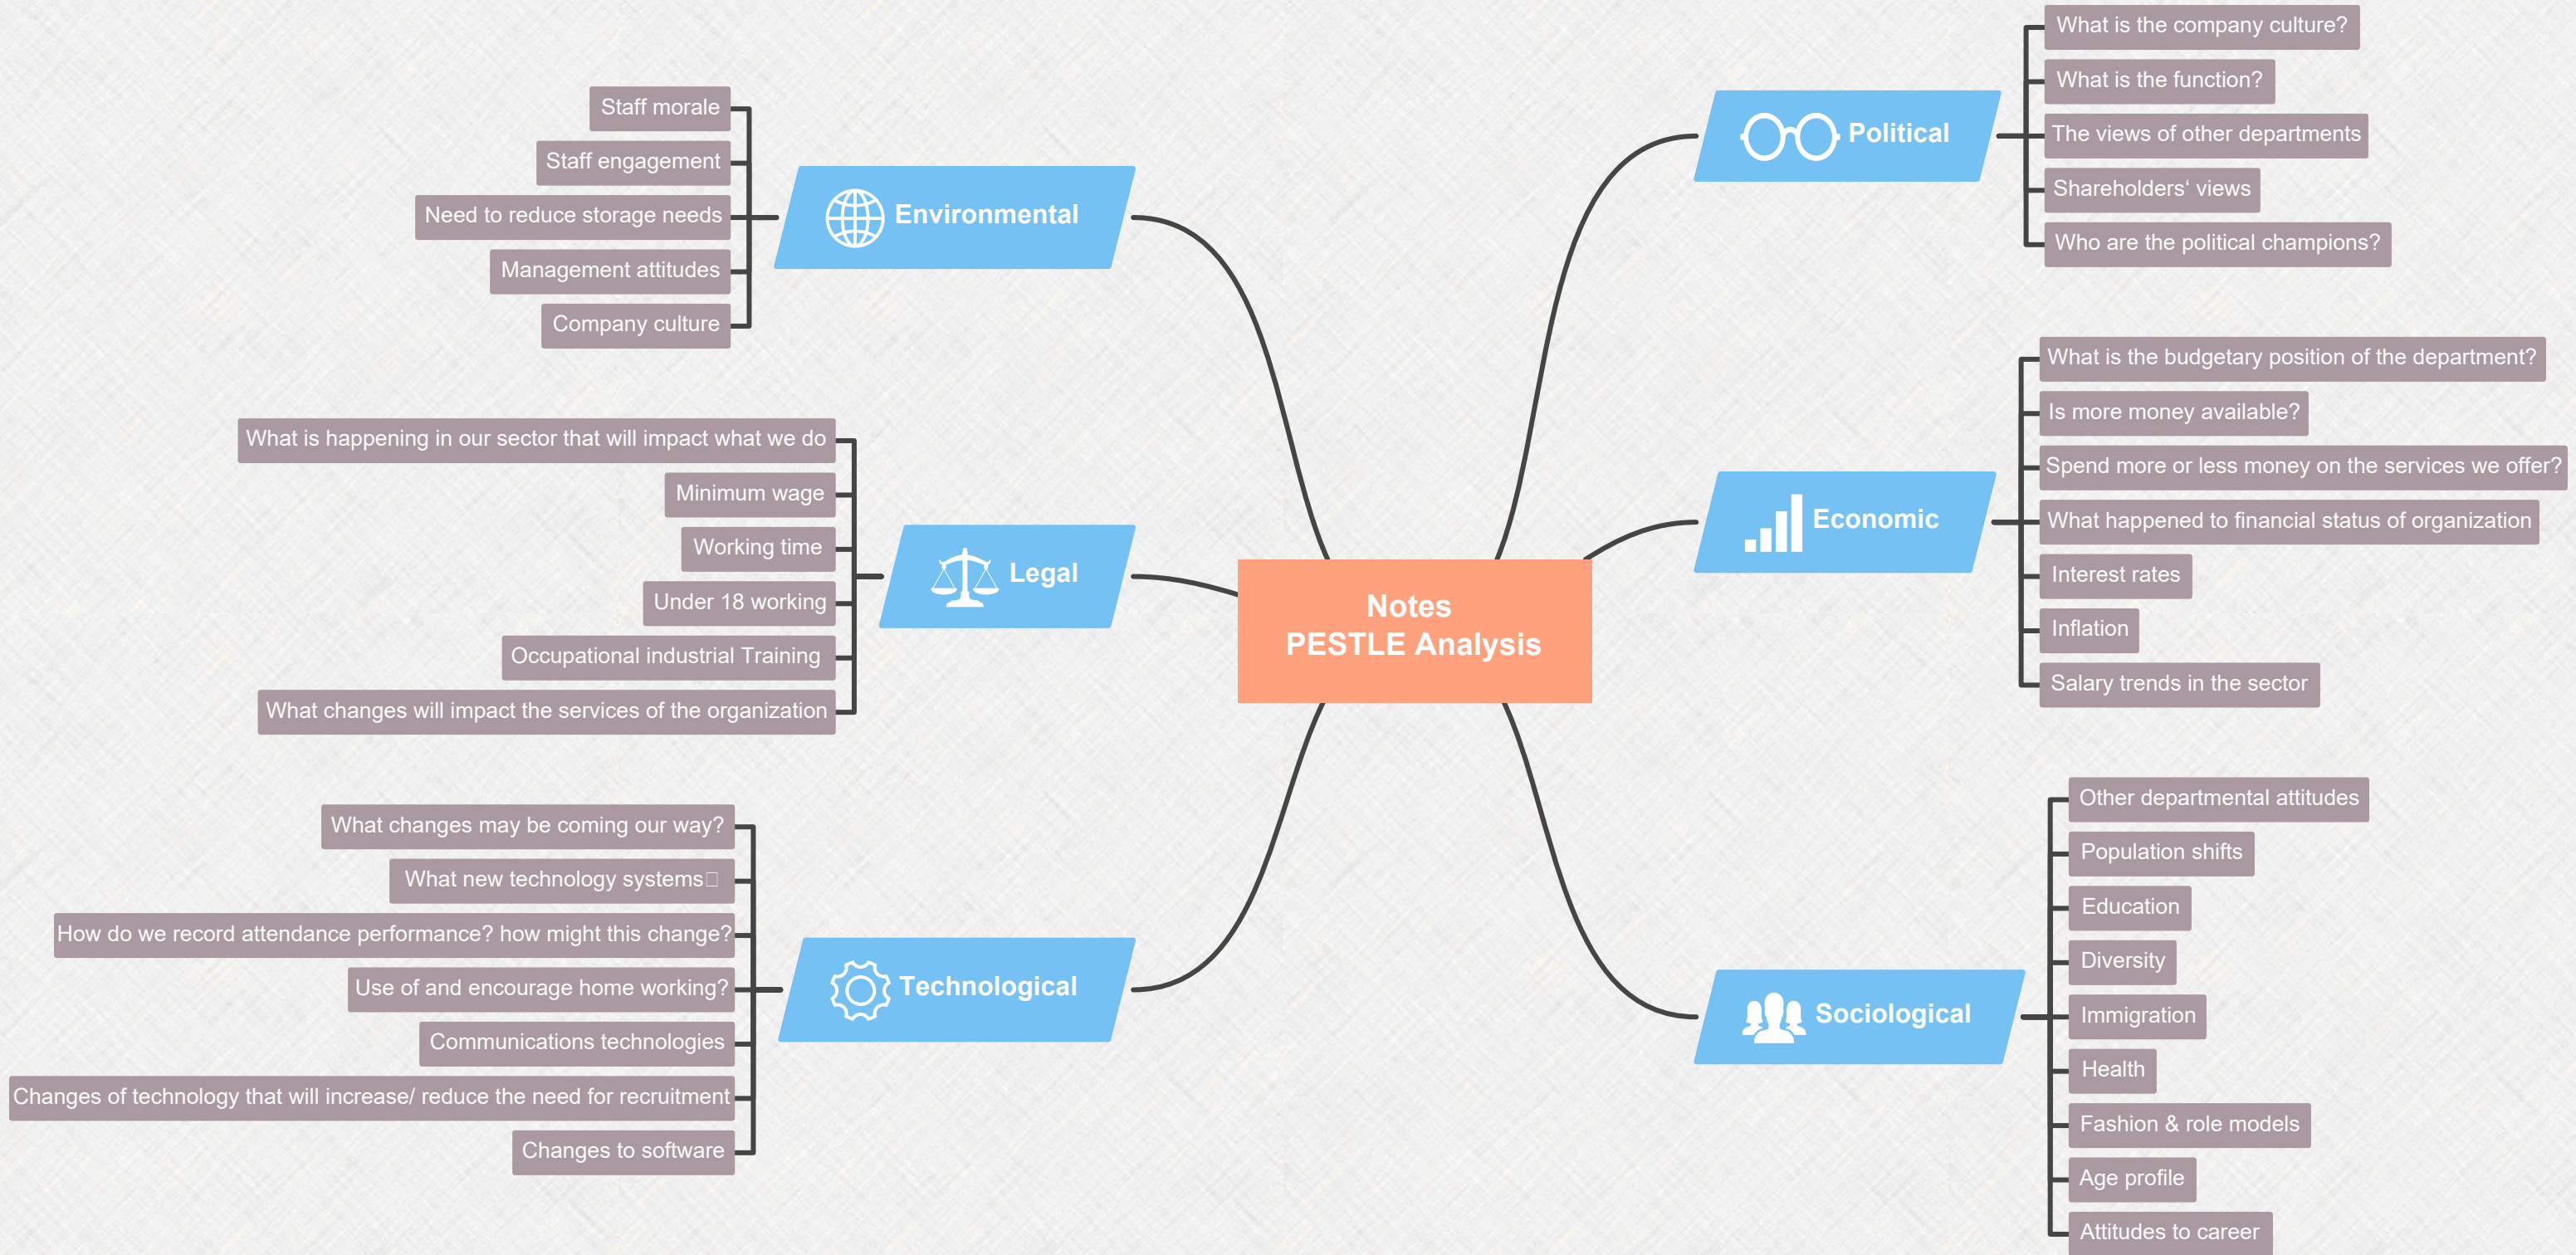 Notes
PESTLE Analysis
Political
What is the company culture?
What is the function?
The views of other departments
Shareholders‘ views
Who are the political champions?
Economic
What is the budgetary position of the department?
Is more money available?
Spend more or less money on the services we offer?
What happened to financial status of organization
Interest rates
Inflation
Salary trends in the sector
Sociological
Other departmental attitudes
Population shifts
Education
Diversity
Immigration
Health
Fashion & role models
Age profile
Attitudes to career
Environmental
Staff morale
Staff engagement
Need to reduce storage needs
Management attitudes
Company culture
Legal
What is happening in our sector that will impact what we do
Minimum wage
Working time
Under 18 working
Occupational industrial Training
What changes will impact the services of the organization
Technological
What changes may be coming our way?
What new technology systems
How do we record attendance performance? how might this change?
Use of and encourage home working?
Communications technologies
Changes of technology that will increase/ reduce the need for recruitment
Changes to software